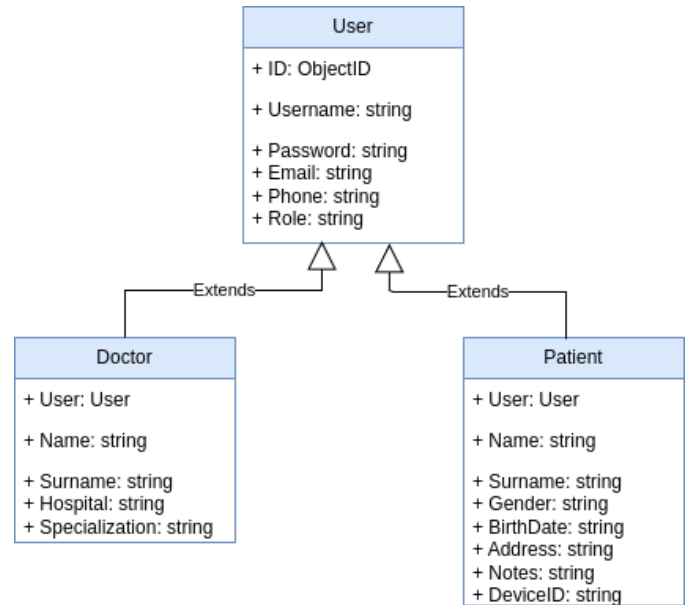 User
+ ID: ObjectID
+ Username: string
+ Password: string
+ Email: string
+ Phone: string
+ Role: string
Extends
Extends
Doctor
+ User: User
+ Name: string
+ Surname: string
+ Hospital: string
+ Specialization: string
Patient
+ User: User
+ Name: string
+ Surname: string
+ Gender: string
+ BirthDate: string
+ Address: string
+ Notes: string
+ DeviceID: string